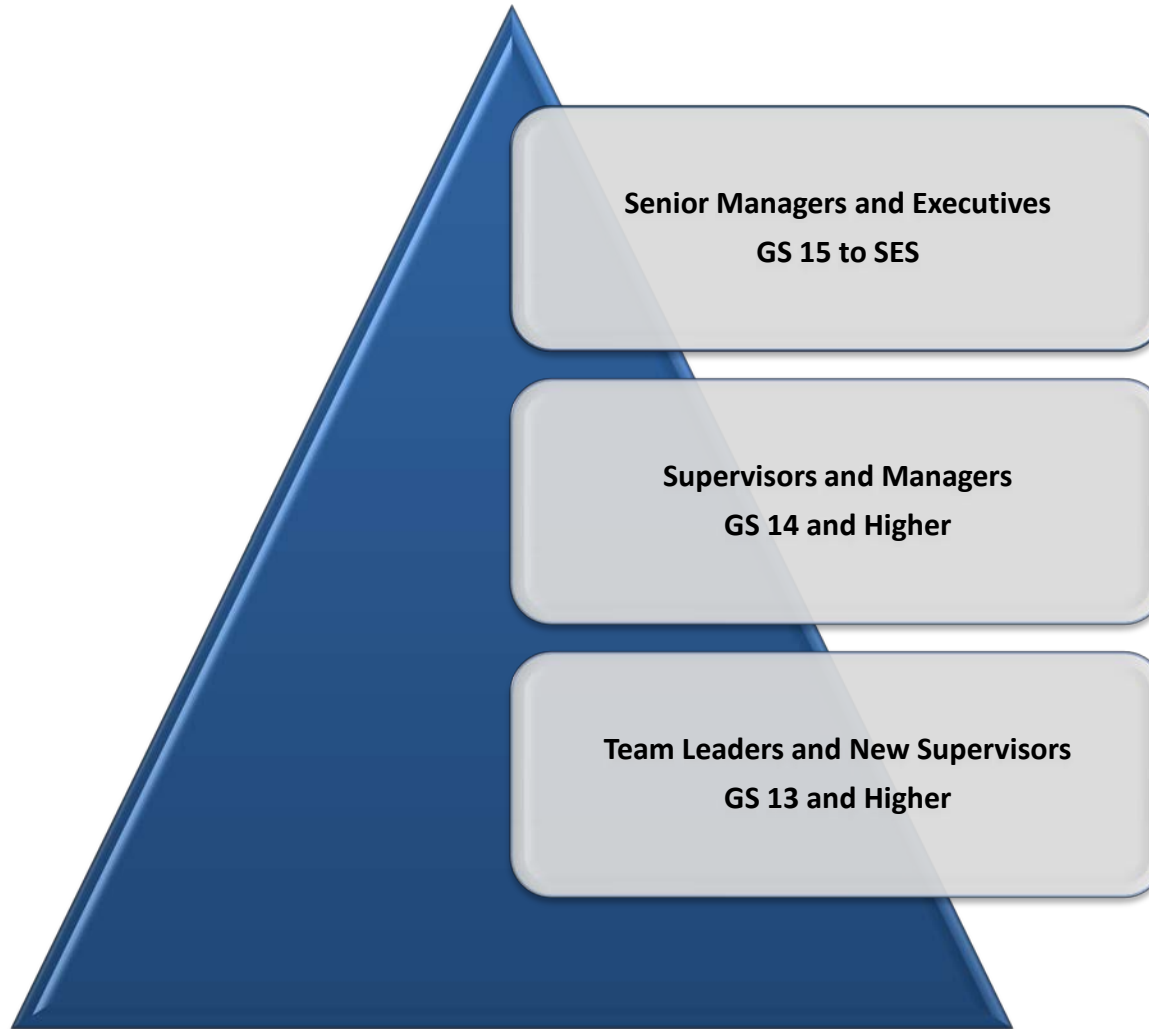 Senior Managers and Executives
GS 15 to SES
Supervisors and Managers
GS 14 and Higher
Team Leaders and New Supervisors
GS 13 and Higher